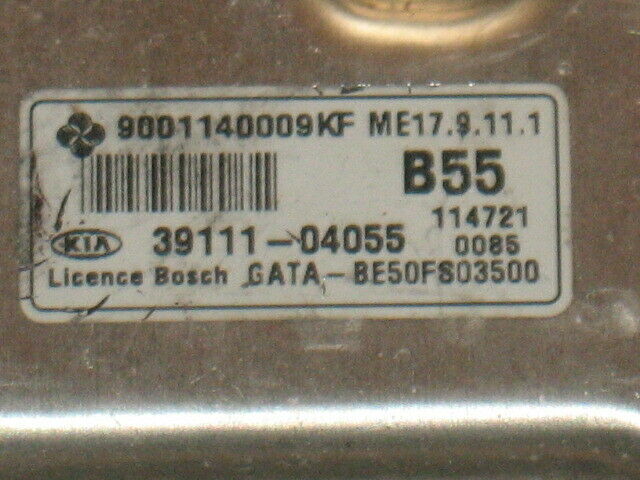 9001140009KF ME17.9.11.1
B55
114721
KIA 39111-04055 0085
Licence Bosch GATA-BE50FS03500